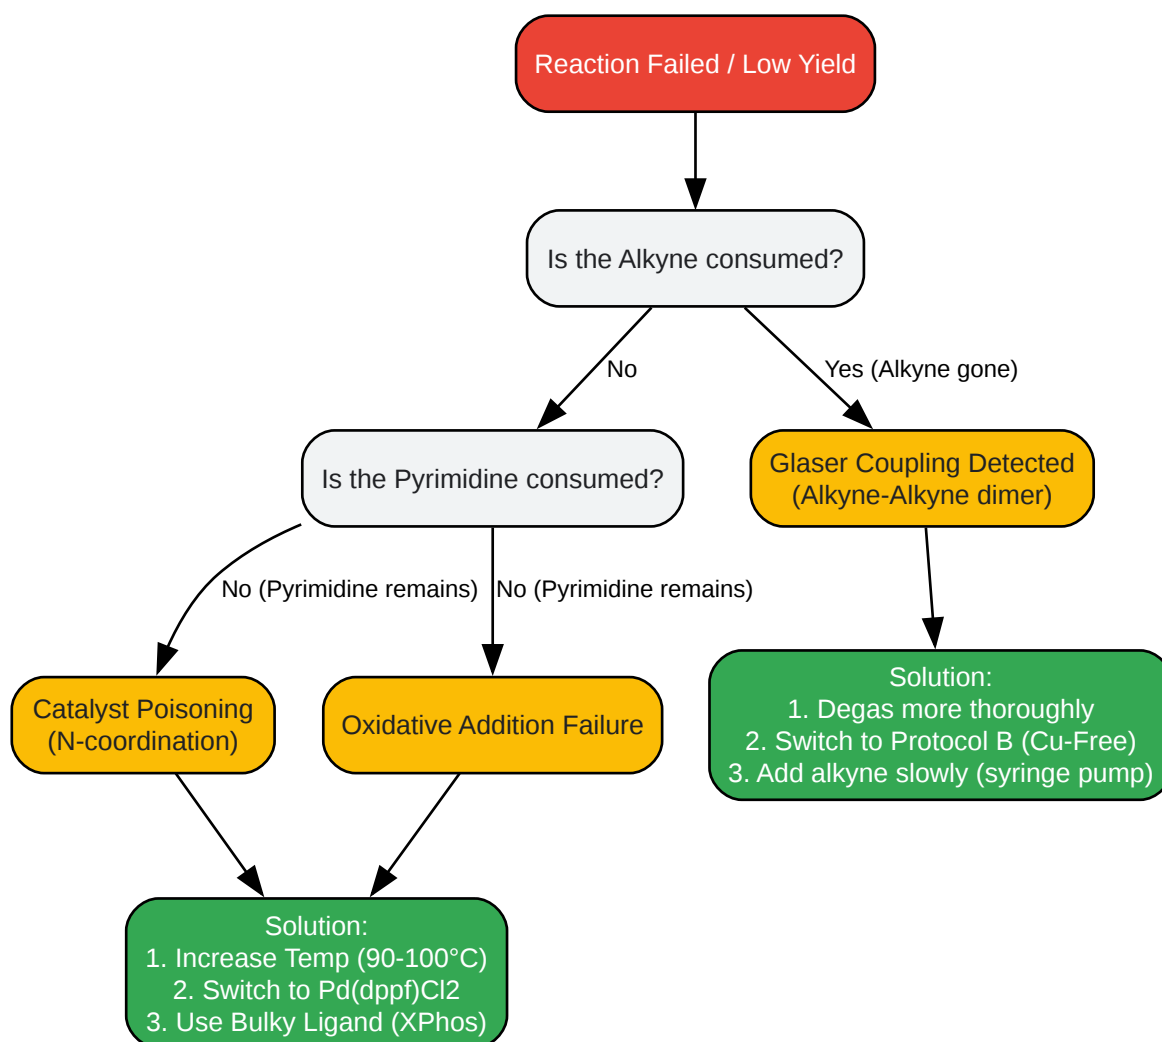 Reaction Failed / Low Yield
Is the Alkyne consumed?
No
Yes (Alkyne gone)
Is the Pyrimidine consumed?
Glaser Coupling Detected
(Alkyne-Alkyne dimer)
No (Pyrimidine remains)
No (Pyrimidine remains)
Catalyst Poisoning
(N-coordination)
Oxidative Addition Failure
Solution:
1. Degas more thoroughly
2. Switch to Protocol B (Cu-Free)
3. Add alkyne slowly (syringe pump)
Solution:
1. Increase Temp (90-100°C)
2. Switch to Pd(dppf)Cl2
3. Use Bulky Ligand (XPhos)